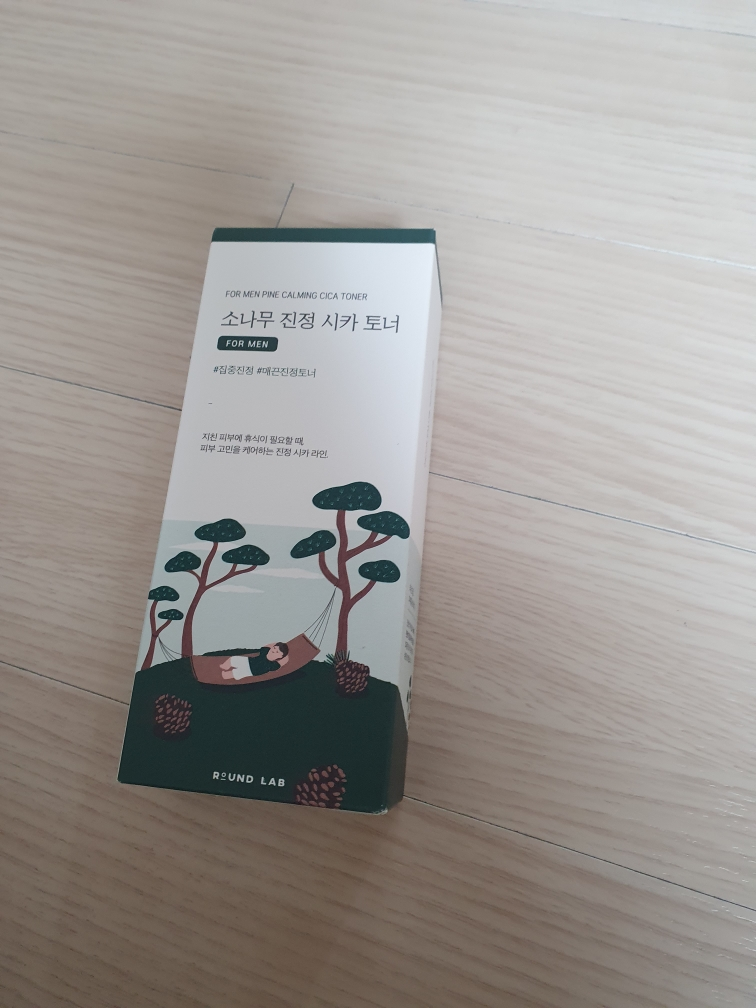 FOR MEN PINE CALMING CICA TONER
소나무 진정 시카 토너
FOR MEN
#집중진정 #매끈진정토너
지친 피부에 휴식이 필요할 때,
피부 고민을 케어하는 진정 시카 라인.
ROUND LAB